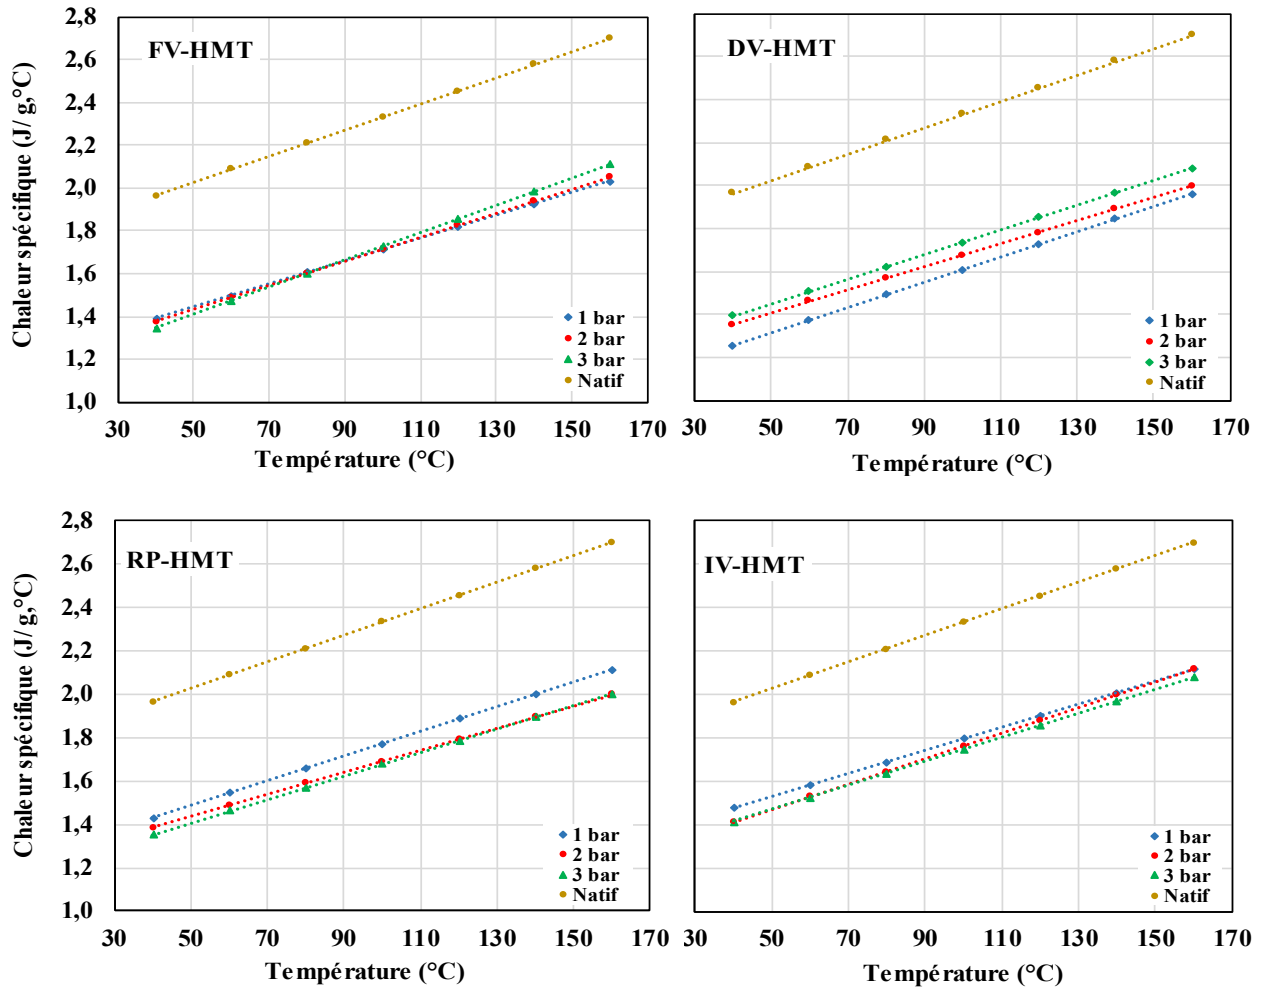 FV-HMT
Chaleur spécifique (J/ g,°C)
2,8
2,6
2,4
2,2
2,0
1,8
1,6
1,4
1,2
1,0
1 bar
2 bar
3 bar
Natif
30 50 70 90 110 130 150 170
Température (°C)
DV-HMT
1 bar
2 bar
3 bar
Natif
30 50 70 90 110 130 150 170
Température (°C)
RP-HMT
Chaleur spécifique (J/ g,°C)
2,8
2,6
2,4
2,2
2,0
1,8
1,6
1,4
1,2
1,0
1 bar
2 bar
3 bar
Natif
30 50 70 90 110 130 150 170
Température (°C)
IV-HMT
1 bar
2 bar
3 bar
Natif
30 50 70 90 110 130 150 170
Température (°C)